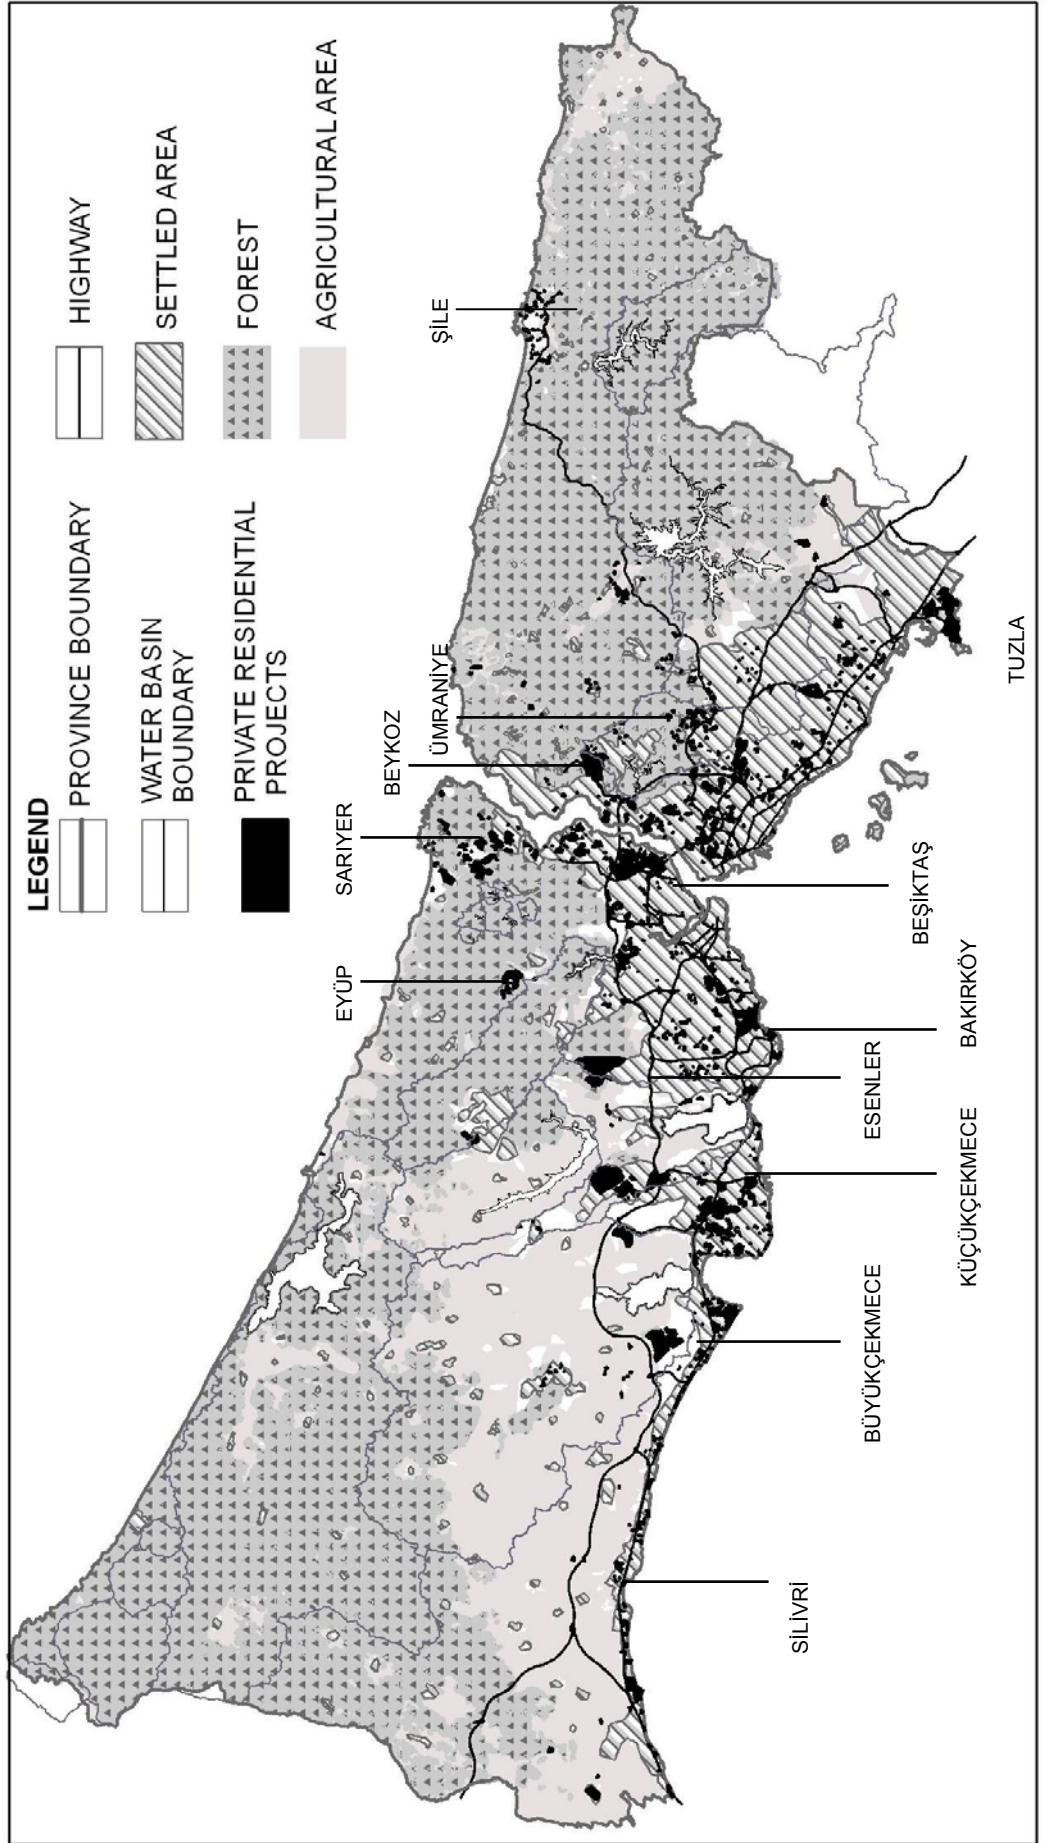 LEGEND
PROVINCE BOUNDARY
WATER BASIN
BOUNDARY
PRIVATE RESIDENTIAL
PROJECTS
HIGHWAY
SETTLED AREA
FOREST
AGRICULTURAL AREA
SİLİVRİ
BÜYÜKÇEKMECE
KÜÇÜKÇEKMECE
ESENLER
BAKIRKÖY
EYÜP
BEŞİKTAŞ
SARIYER
BEYKOZ
ÜMRANİYE
TUZLA
ŞİLE